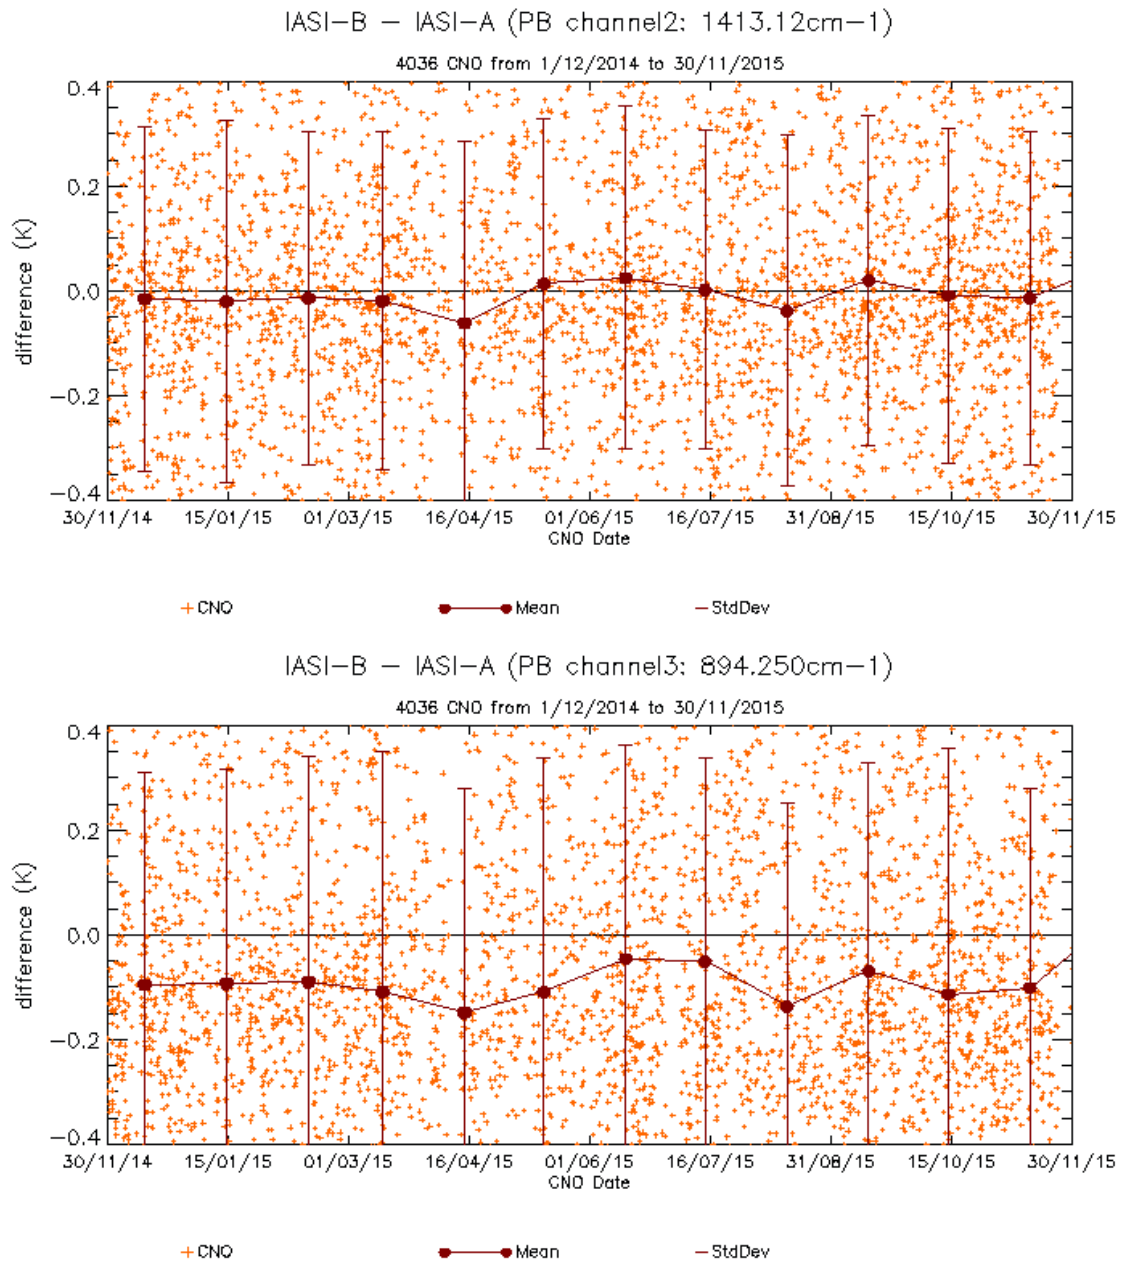 IASI-B - IASI-A (PB channel2: 1413.12cm-1)
4036 CNO from 1/12/2014 to 30/11/2015
0.4
0.2
0.0
-0.2
-0.4
difference (K)
30/11/14 15/01/15 01/03/15 16/04/15 01/06/15 16/07/15 31/08/15 15/10/15 30/11/15
CNO Date
CNO Mean StdDev
IASI-B - IASI-A (PB channel3: 894.250cm-1)
4036 CNO from 1/12/2014 to 30/11/2015
0.4
0.2
0.0
-0.2
-0.4
difference (K)
30/11/14 15/01/15 01/03/15 16/04/15 01/06/15 16/07/15 31/08/15 15/10/15 30/11/15
CNO Date
CNO Mean StdDev